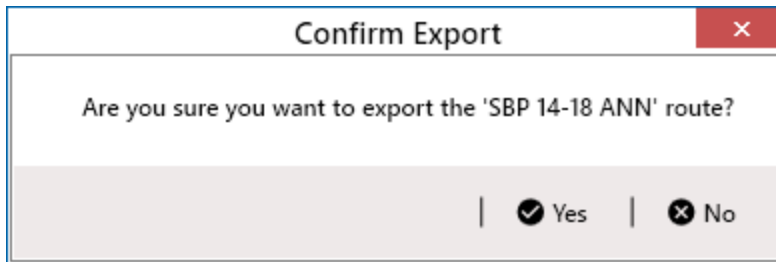 Confirm Export
Are you sure you want to export the 'SBP 14-18 ANN' route?
Yes No